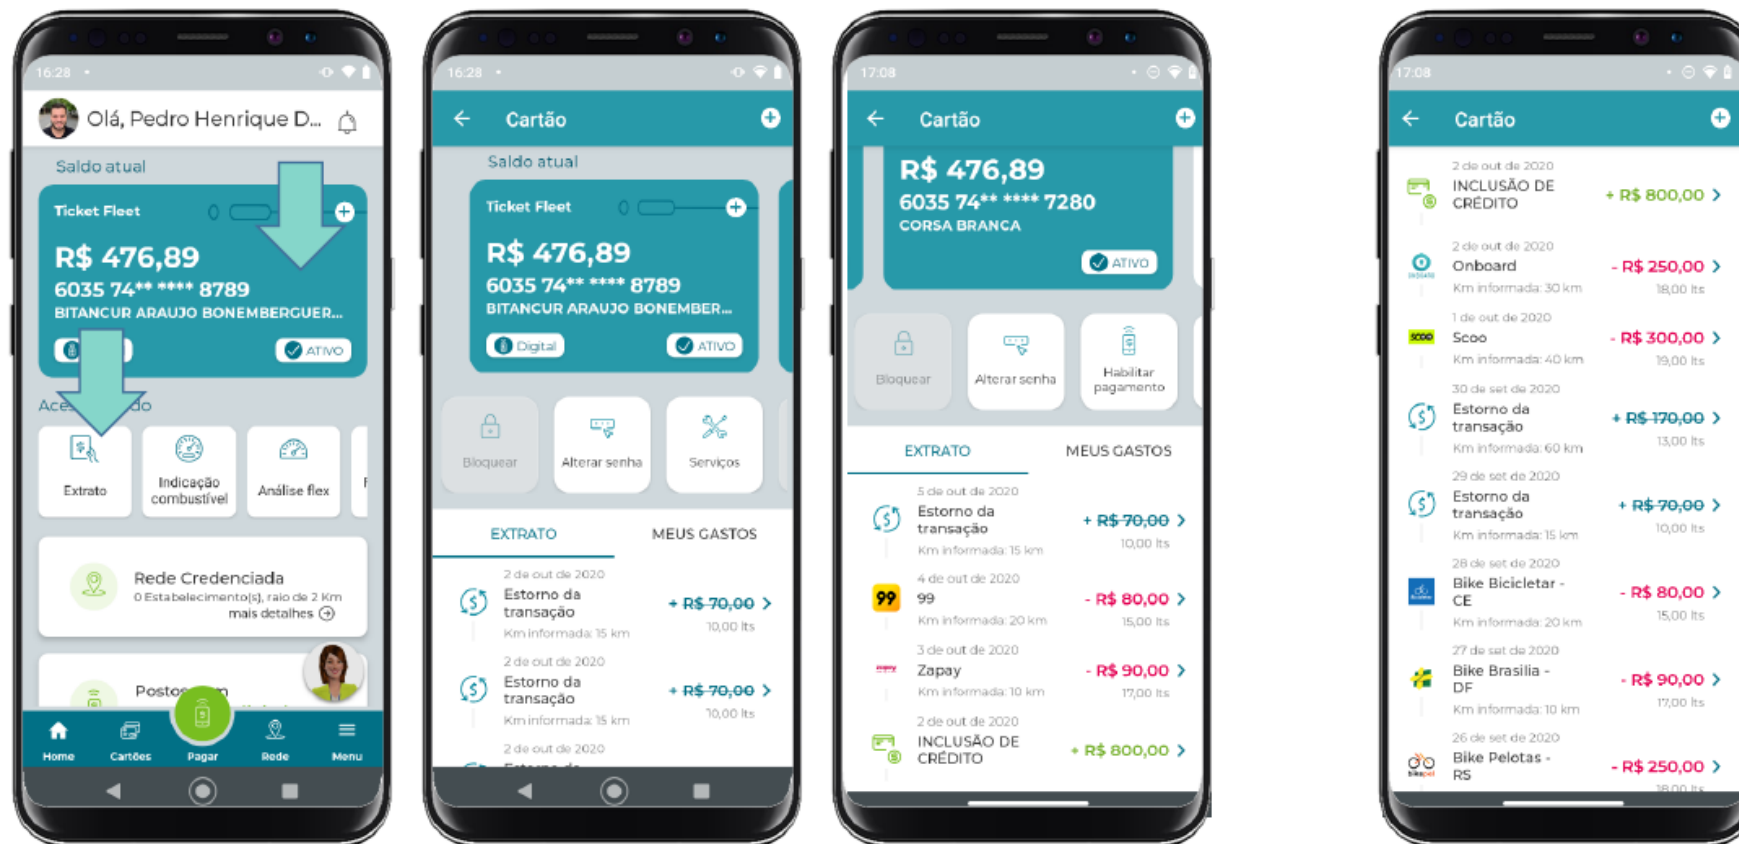 16:28
Olá, Pedro Henrique D...
Saldo atual
Ticket Fleet
R$ 476,89
6035 74** **** 8789
BITANCUR ARAUJO BONEMBERGUER...
ATIVO
Extrato
Indicação
combustível
Análise flex
Rede Credenciada
0 Estabelecimento(s), raio de 2 Km
mais detalhes
Home
Cartões
Pagar
Rede
Menu
16:28
Cartão
Saldo atual
Ticket Fleet
R$ 476,89
6035 74** **** 8789
BITANCUR ARAUJO BONEMBER...
Digital
ATIVO
Bloquear
Alterar senha
Serviços
EXTRATO
MEUS GASTOS
2 de out de 2020
Estorno da
transação
+ R$ 70,00
Km informada: 15 km
10,00 lts
2 de out de 2020
Estorno da
transação
+ R$ 70,00
Km informada: 15 km
10,00 lts
2 de out de 2020
17:08
Cartão
R$ 476,89
6035 74** **** 7280
CORSA BRANCA
ATIVO
Bloquear
Alterar senha
Habilitar
pagamento
EXTRATO
MEUS GASTOS
5 de out de 2020
Estorno da
transação
+ R$ 70,00
Km informada: 15 km
10,00 lts
4 de out de 2020
99
99
- R$ 80,00
Km informada: 20 km
15,00 lts
3 de out de 2020
Zapay
- R$ 90,00
Km informada: 10 km
17,00 lts
2 de out de 2020
INCLUSÃO DE
CRÉDITO
+ R$ 800,00
17:08
Cartão
2 de out de 2020
INCLUSÃO DE
CRÉDITO
+ R$ 800,00
2 de out de 2020
Onboard
- R$ 250,00
Km informada: 30 km
18,00 lts
1 de out de 2020
Scoo
- R$ 300,00
Km informada: 40 km
19,00 lts
30 de set de 2020
Estorno da
transação
+ R$ 170,00
Km informada: 60 km
13,00 lts
29 de set de 2020
Estorno da
transação
+ R$ 70,00
Km informada: 15 km
10,00 lts
28 de set de 2020
Bike Bicicletar -
CE
- R$ 80,00
Km informada: 20 km
15,00 lts
27 de set de 2020
Bike Brasilia -
DF
- R$ 90,00
Km informada: 10 km
17,00 lts
26 de set de 2020
Bike Pelotas -
RS
- R$ 250,00
18,00 lts